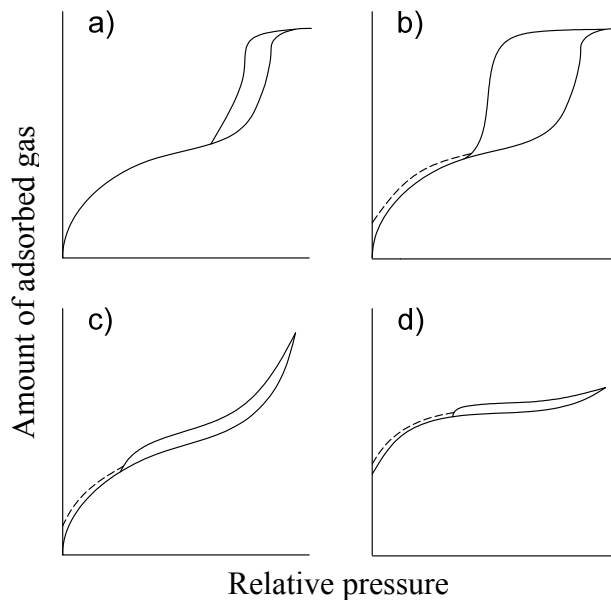 a)
b)
c)
d)
Amount of adsorbed gas
Relative pressure